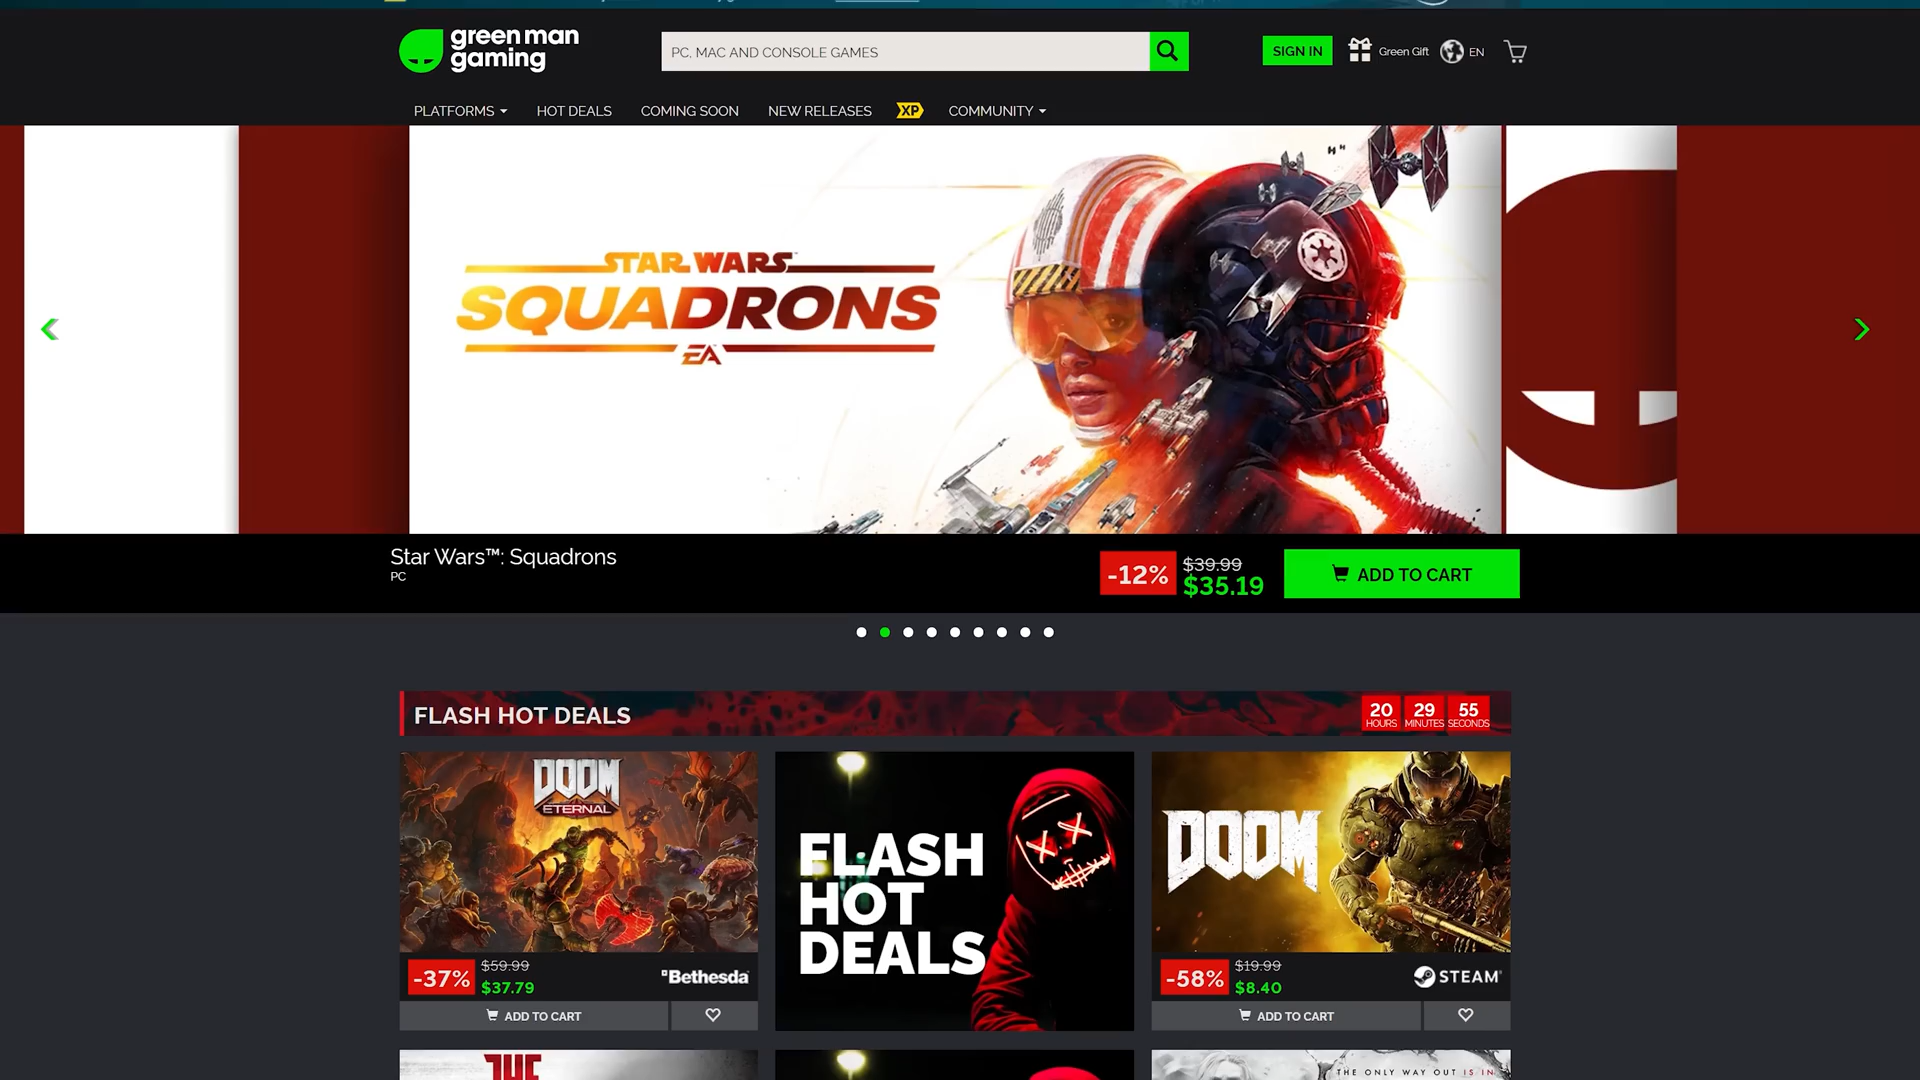 green man
gaming
PC, MAC AND CONSOLE GAMES
SIGN IN
Green Gift
EN
PLATFORMS
HOT DEALS
COMING SOON
NEW RELEASES
XP
COMMUNITY
STAR WARS
SQUADRONS
EA
Star Wars™: Squadrons
PC
-12%
$39.99
$35.19
ADD TO CART
FLASH HOT DEALS
20 29 55
HOURS MINUTES SECONDS
DOOM
ETERNAL
FLASH
HOT
DEALS
DOOM
-37%
$59.99
$37.79
Bethesda
-58%
$19.99
$8.40
STEAM
ADD TO CART
ADD TO CART
THE
THE ONLY WAY OUT IS IN